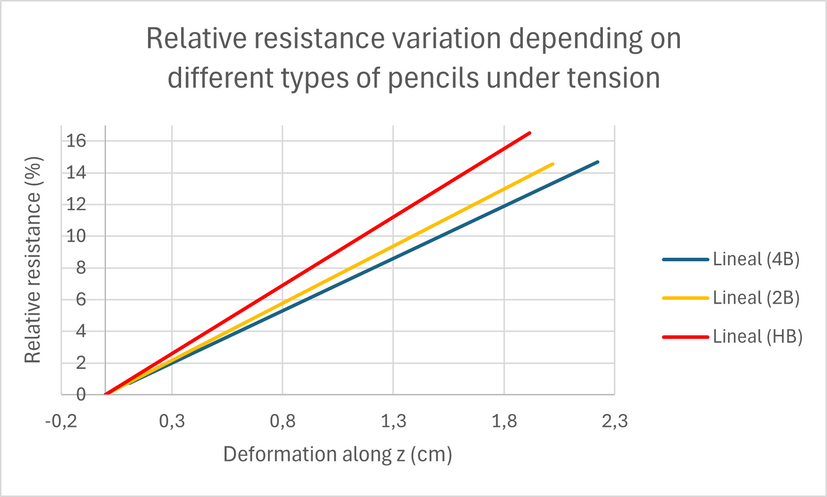 Relative resistance variation depending on
different types of pencils under tension
Relative resistance (%)
16
14
12
10
8
6
4
2
0
-0,2 0,3 0,8 1,3 1,8 2,3
Deformation along z (cm)
Lineal (4B)
Lineal (2B)
Lineal (HB)